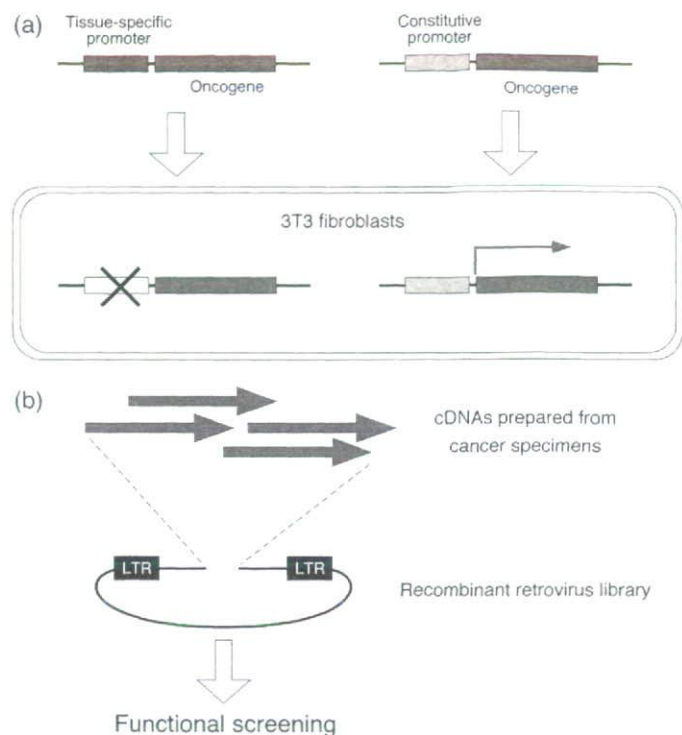 (a)
Tissue-specific
promoter
Oncogene
Constitutive
promoter
Oncogene
3T3 fibroblasts
(b)
cDNAs prepared from
cancer specimens
LTR
LTR
Recombinant retrovirus library
Functional screening